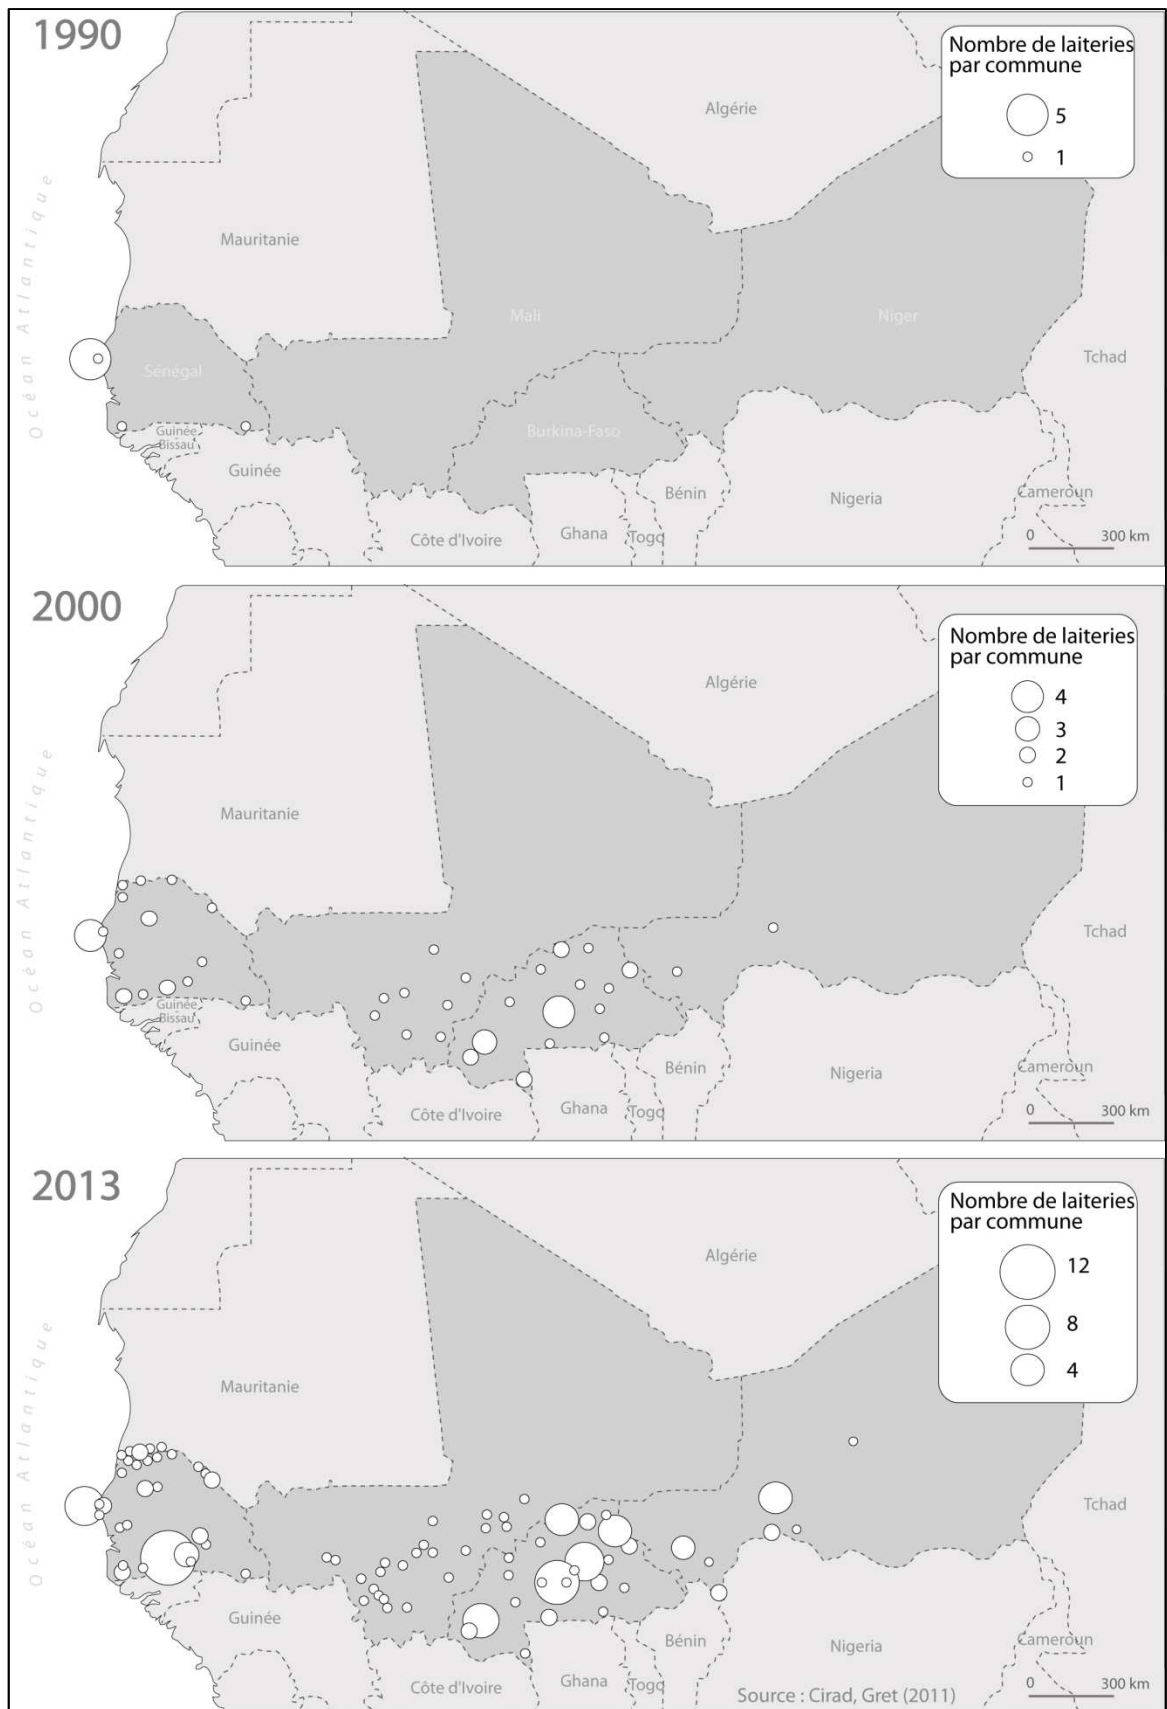 1990
Nombre de laiteries
par commune
5
1
Algérie
Océan Atlantique
Mauritanie
Mali
Niger
Tchad
Sénégal
Guinée
Bissau
Burkina-Faso
Guinée
Bénin
Nigeria
Cameroun
Côte d'Ivoire
Ghana
Togo
0 300 km
2000
Nombre de laiteries
par commune
4
3
2
1
Algérie
Océan Atlantique
Mauritanie
Tchad
Guinée
Bissau
Guinée
Bénin
Nigeria
Cameroun
Côte d'Ivoire
Ghana
Togo
0 300 km
2013
Nombre de laiteries
par commune
12
8
4
Algérie
Océan Atlantique
Mauritanie
Tchad
Guinée
Bénin
Nigeria
Cameroun
Côte d'Ivoire
Ghana
Togo
0 300 km
Source : Cirad, Gret (2011)